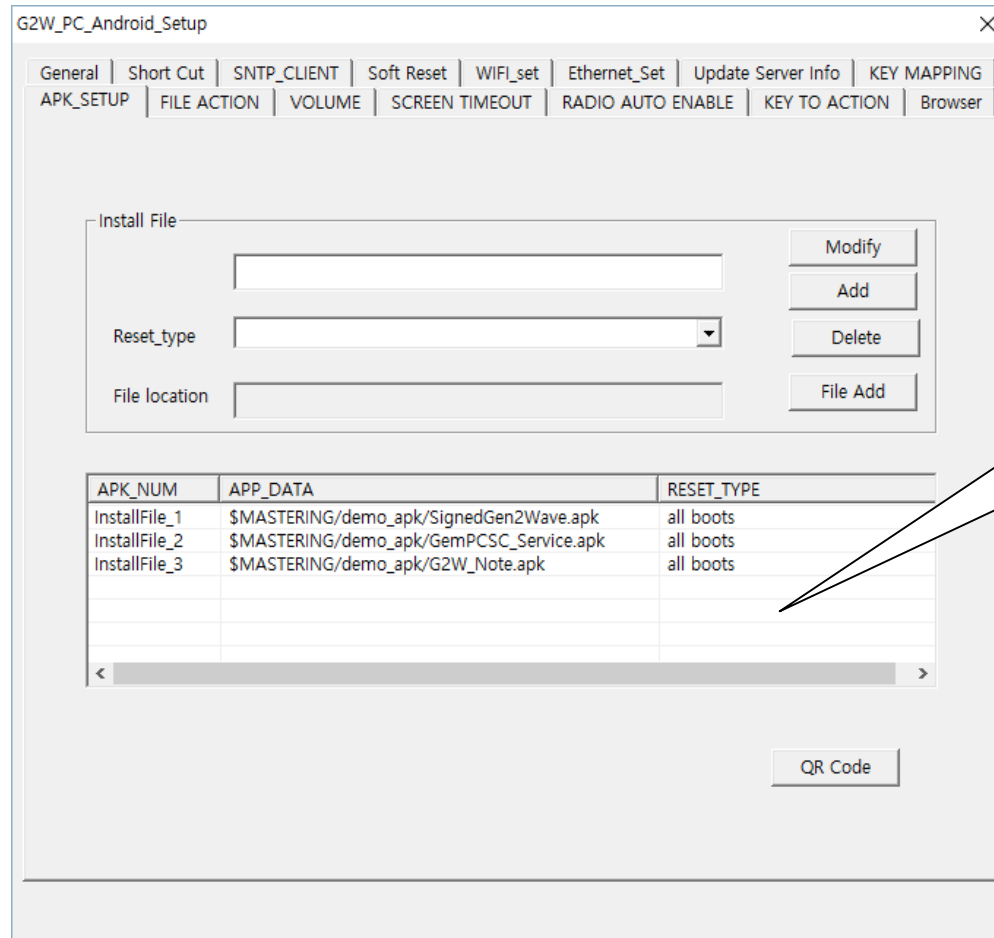 G2W_PC_Android_Setup
General Short Cut SNTP_CLIENT Soft Reset WIFI_set Ethernet_Set Update Server Info KEY MAPPING
APK_SETUP FILE ACTION VOLUME SCREEN TIMEOUT RADIO AUTO ENABLE KEY TO ACTION Browser
Install File
Modify
Add
Reset_type
Delete
File location
File Add
APK_NUM APP_DATA RESET_TYPE
InstallFile_1 $MASTERING/demo_apk/SignedGen2Wave.apk all boots
InstallFile_2 $MASTERING/demo_apk/GemPCSC_Service.apk all boots
InstallFile_3 $MASTERING/demo_apk/G2W_Note.apk all boots
QR Code